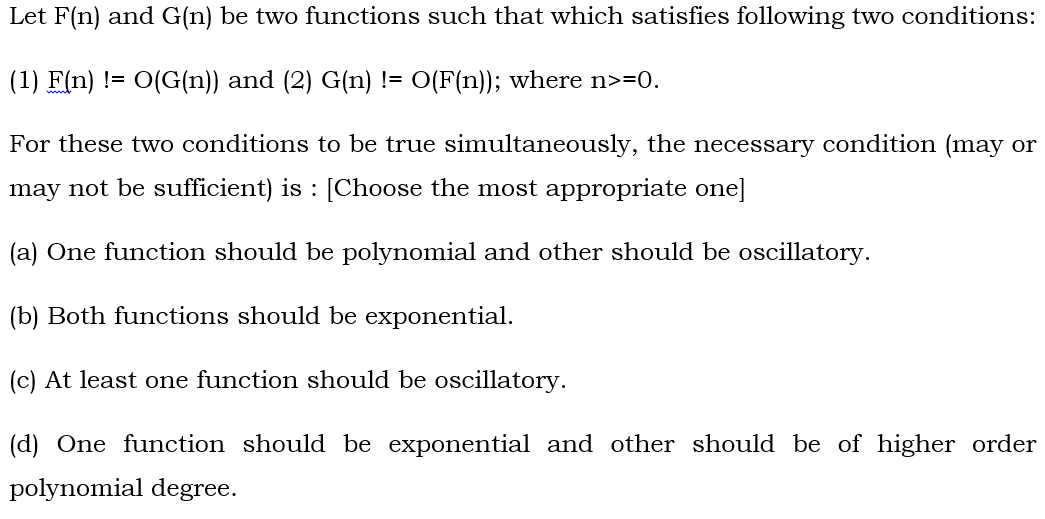 Let F(n) and G(n) be two functions such that which satisfies following two conditions:
(1) F(n) != O(G(n)) and (2) G(n) != O(F(n)); where n>=0.
For these two conditions to be true simultaneously, the necessary condition (may or
may not be sufficient) is : [Choose the most appropriate one]
(a) One function should be polynomial and other should be oscillatory.
(b) Both functions should be exponential.
(c) At least one function should be oscillatory.
(d) One function should be exponential and other should be of higher order
polynomial degree.